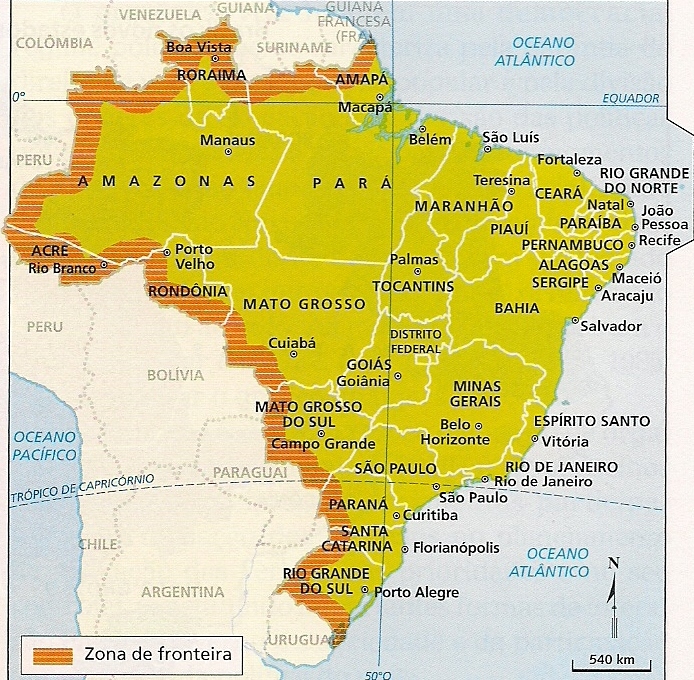 VENEZUELA
GUIANA
GUIANA
FRANCESA
(FRA)
COLÔMBIA
SURINAME
Boa Vista
RORAIMA
AMAPÁ
Macapá
OCEANO
ATLÂNTICO
0°
EQUADOR
PERU
Manaus
Belém
São Luís
Fortaleza
RIO GRANDE
DO NORTE
AMAZONAS
PARÁ
Teresina
CEARÁ
Natal
MARANHÃO
PIAUÍ
PARAÍBA
João
Pessoa
PERNAMBUCO
Recife
ACRE
Rio Branco
Porto
Velho
Palmas
TOCANTINS
ALAGOAS
Maceió
SERGIPE
Aracaju
RONDÔNIA
MATO GROSSO
BAHIA
Salvador
PERU
Cuiabá
DISTRITO
FEDERAL
GOIÁS
Goiânia
BOLÍVIA
MINAS
GERAIS
MATO GROSSO
DO SUL
Campo Grande
Belo
Horizonte
ESPÍRITO SANTO
Vitória
OCEANO
PACÍFICO
PARAGUAI
SÃO PAULO
RIO DE JANEIRO
Rio de Janeiro
TRÓPICO DE CAPRICÓRNIO
São Paulo
PARANÁ
Curitiba
SANTA
CATARINA
Florianópolis
CHILE
OCEANO
ATLÂNTICO
N
RIO GRANDE
DO SUL
Porto Alegre
ARGENTINA
URUGUAI
Zona de fronteira
540 km
50°O